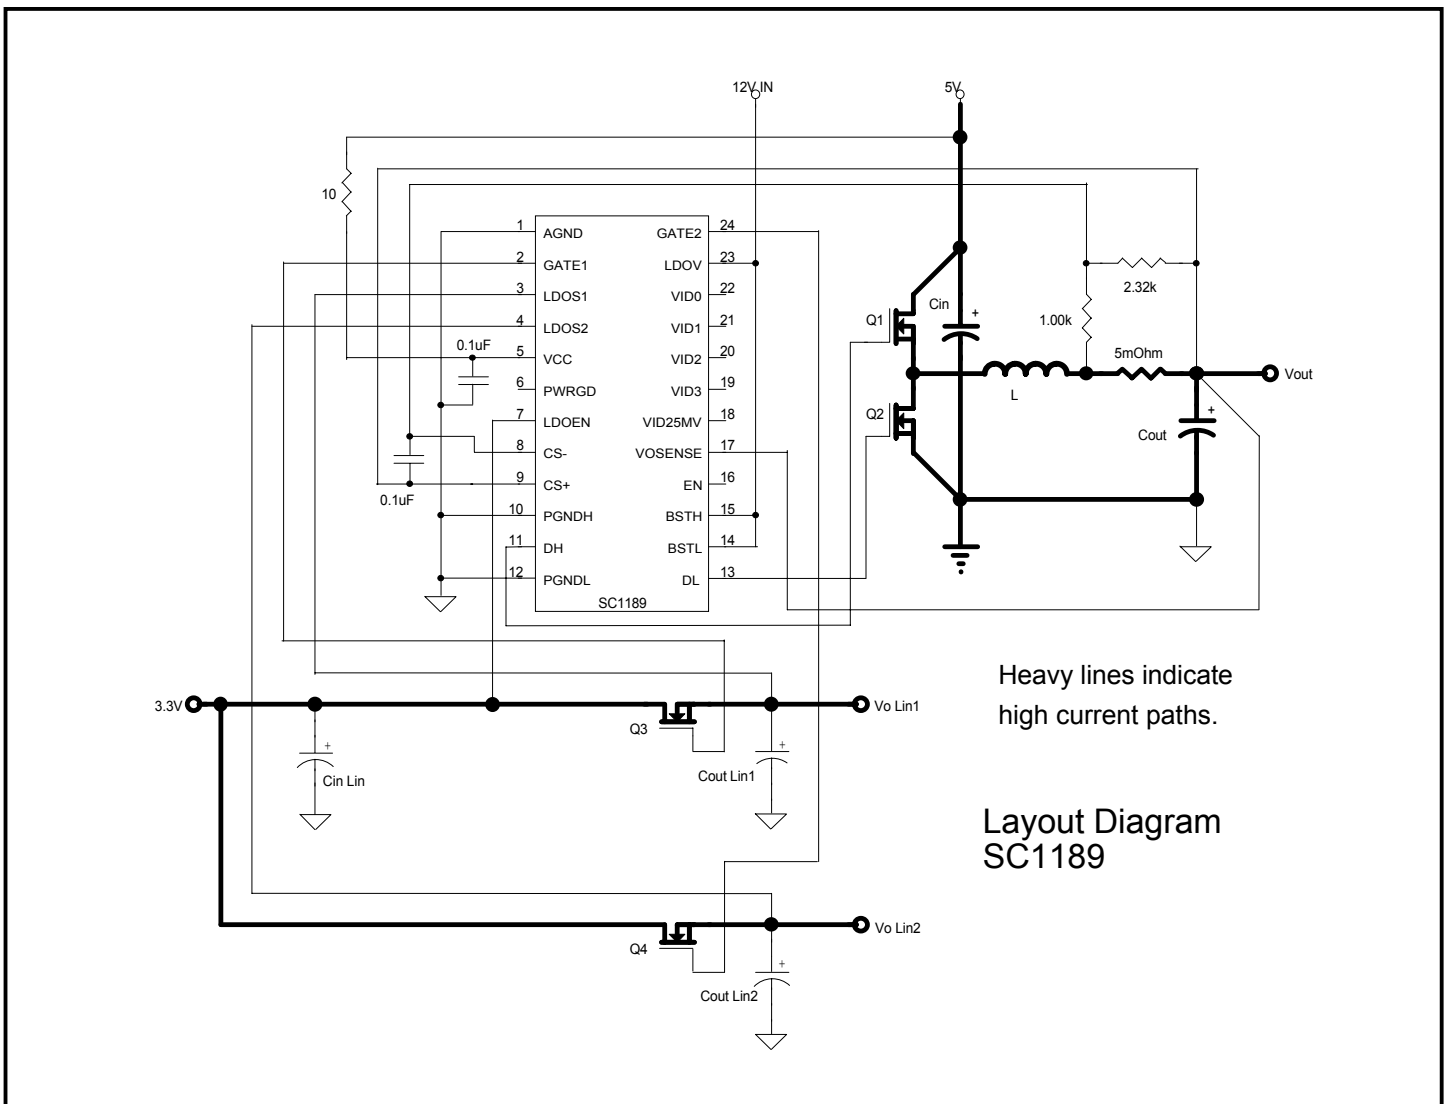 12V IN
5V
10
1 AGND GATE2 24
2 GATE1 LDOV 23
3 LDOS1 VID0 22
4 LDOS2 VID1 21
0.1uF
5 VCC VID2 20
6 PWRGD VID3 19
7 LDOEN VID25MV 18
8 CS- VOSENSE 17
9 CS+ EN 16
0.1uF
10 PGNDH BSTH 15
11 DH BSTL 14
12 PGNDL DL 13
SC1189
Q1
Cin
+
2.32k
1.00k
5mOhm
L
Vout
Q2
+
Cout
Heavy lines indicate
high current paths.
3.3V
Q3
Vo Lin1
+
Cin Lin
+
Cout Lin1
Layout Diagram
SC1189
Q4
Vo Lin2
+
Cout Lin2